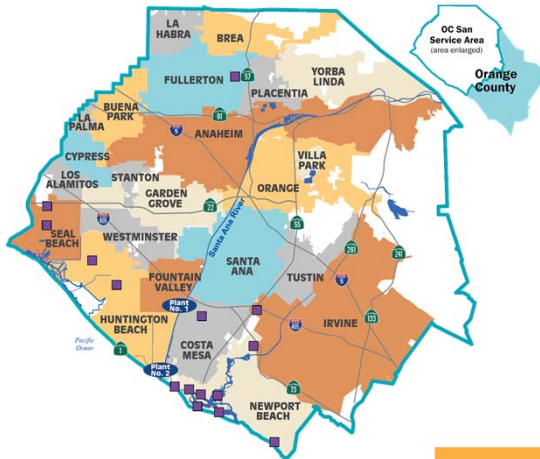 LA
HABRA
BREA
OC San
Service Area
(area enlarged)
Orange
County
FULLERTON
57
YORBA
LINDA
PLACENTIA
BUENA
PARK
91
LA
PALMA
5
ANAHEIM
CYPRESS
VILLA
PARK
LOS
ALAMITOS
STANTON
ORANGE
GARDEN
GROVE
22
Santa Ana River
55
405
SEAL
BEACH
WESTMINSTER
261
241
SANTA
ANA
FOUNTAIN
VALLEY
TUSTIN
5
Plant
No. 1
HUNTINGTON
BEACH
405
IRVINE
133
Pacific
Ocean
1
COSTA
MESA
Plant
No. 2
73
NEWPORT
BEACH